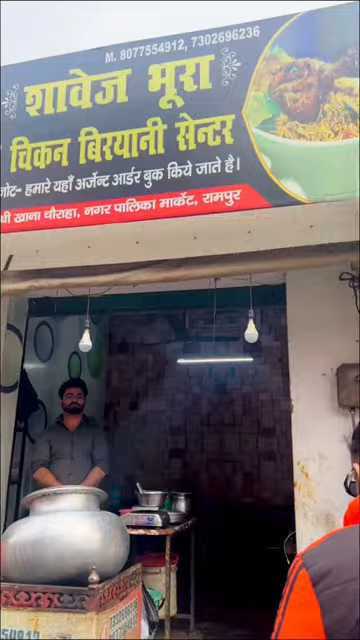 M. 8077554912, 7302696236
शावेज भूरा
चिकन बिरयानी सेन्टर
नोट- हमारे यहाँ अर्जेन्ट आर्डर बुक किये जाते है।
खाना चौराहा, नगर पालिका मार्केट, रामपुर